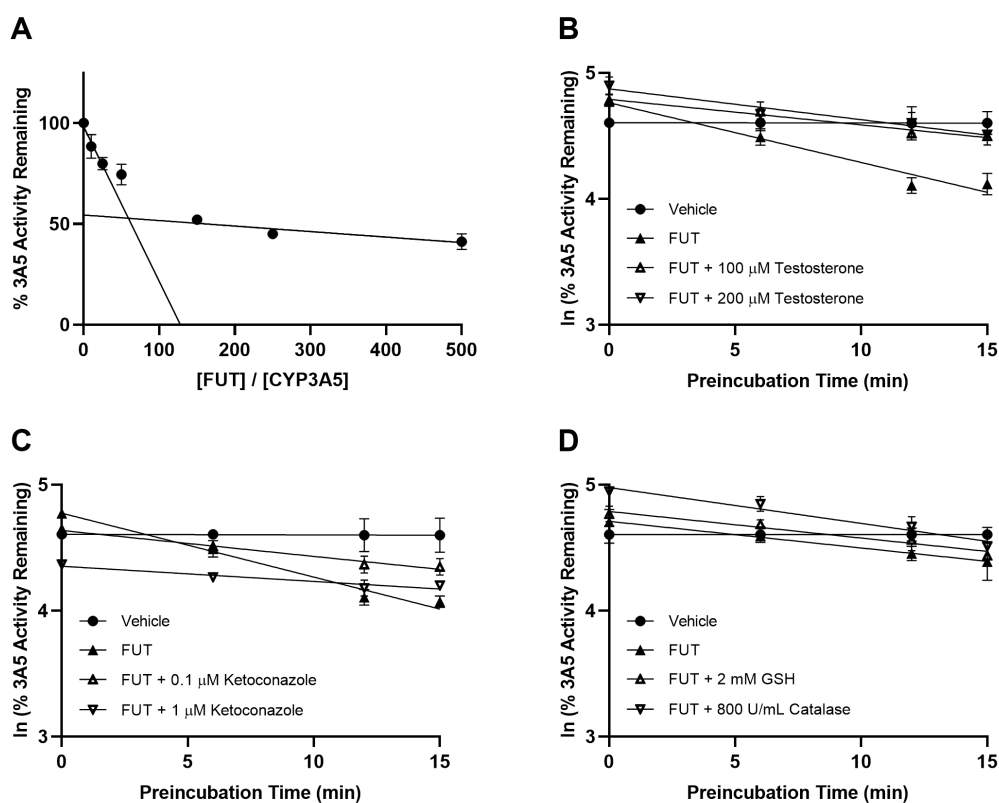 A
% 3A5 Activity Remaining
100
50
0
0 100 200 300 400 500
[FUT] / [CYP3A5]
B
ln (% 3A5 Activity Remaining)
5
4
3
Vehicle
FUT
FUT + 100 μM Testosterone
FUT + 200 μM Testosterone
0 5 10 15
Preincubation Time (min)
C
ln (% 3A5 Activity Remaining)
5
4
3
Vehicle
FUT
FUT + 0.1 μM Ketoconazole
FUT + 1 μM Ketoconazole
0 5 10 15
Preincubation Time (min)
D
ln (% 3A5 Activity Remaining)
5
4
3
Vehicle
FUT
FUT + 2 mM GSH
FUT + 800 U/mL Catalase
0 5 10 15
Preincubation Time (min)